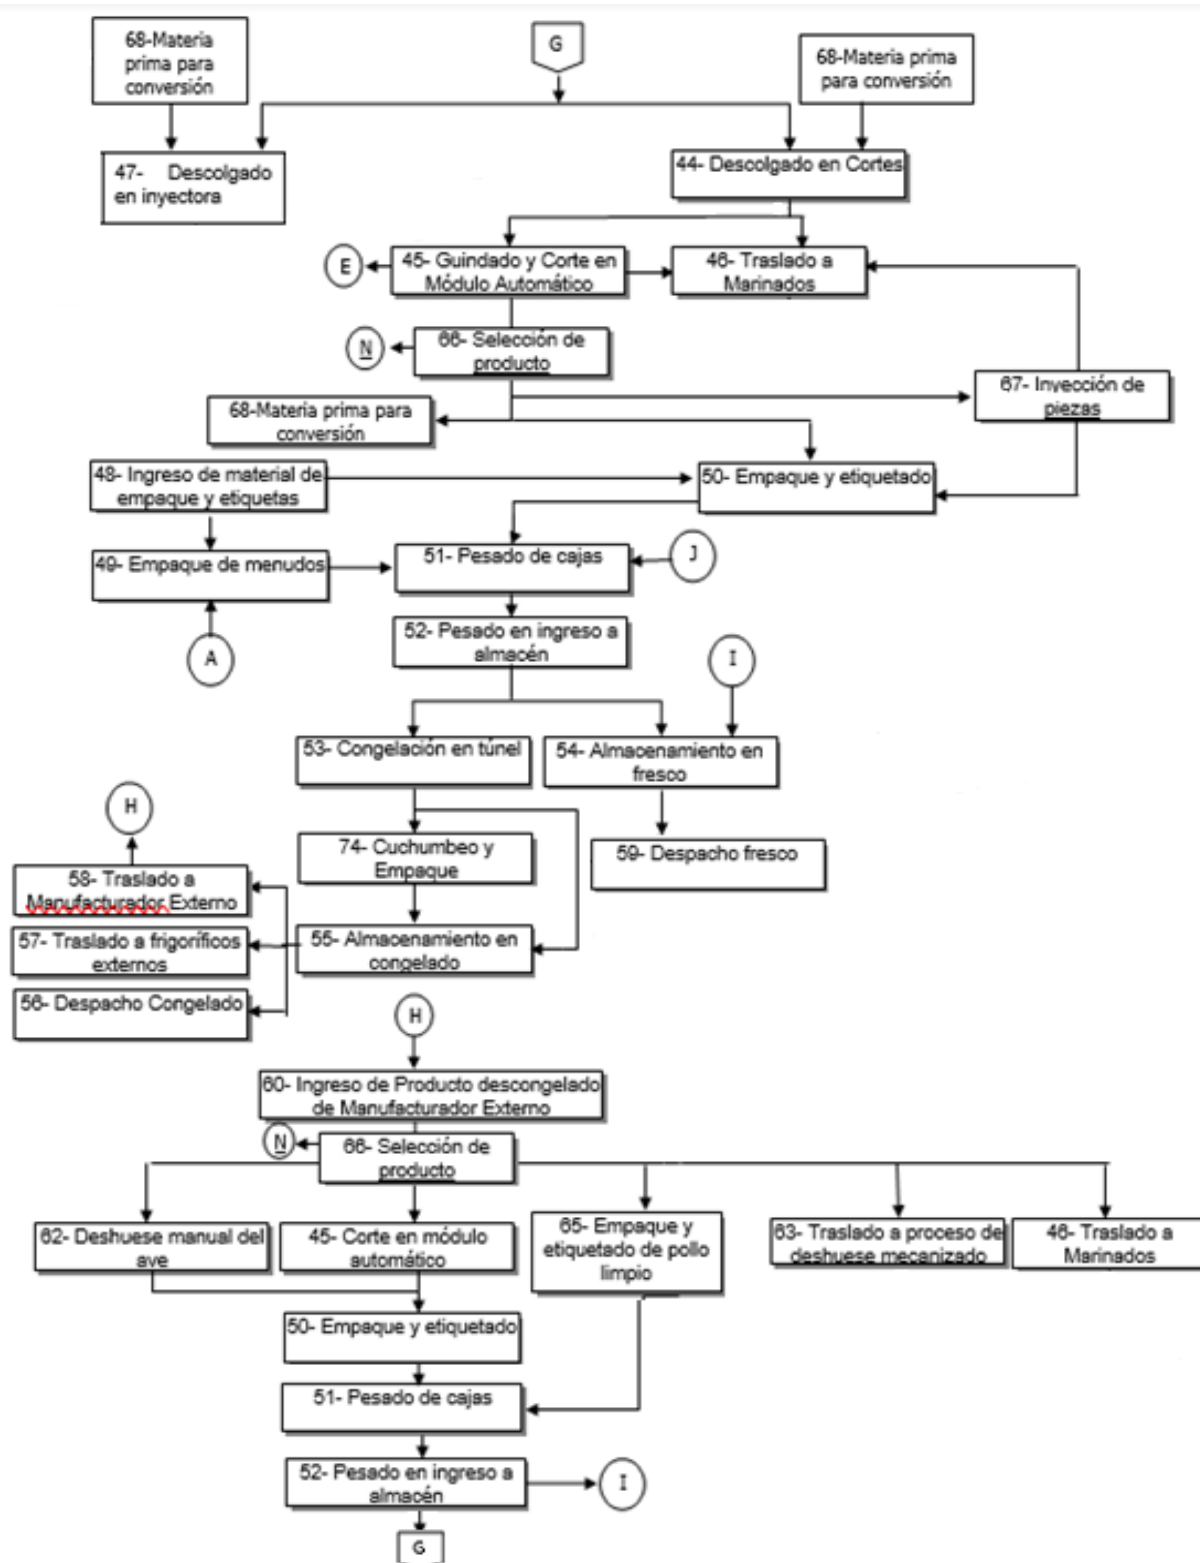 68-Materia
prima para
conversión
G
68-Materia prima
para conversión
47- Descolgado
en inyectora
44- Descolgado en Cortes
E
45- Guindado y Corte en
Módulo Automático
46- Traslado a
Marinados
N
66- Selección de
producto
67- Invección de
piezas
68-Materia prima para
conversión
48- Ingreso de material de
empaque y etiquetas
50- Empaque y etiquetado
49- Empaque de menudos
51- Pesado de cajas
J
A
52- Pesado en ingreso a
almacén
I
53- Congelación en túnel
54- Almacenamiento en
fresco
H
74- Cuchumbeo y
Empaque
59- Despacho fresco
58- Traslado a
Manufacturador Externo
57- Traslado a frigoríficos
externos
55- Almacenamiento en
congelado
56- Despacho Congelado
H
60- Ingreso de Producto descongelado
de Manufacturador Externo
N
66- Selección de
producto
62- Deshuese manual del
ave
45- Corte en módulo
automático
65- Empaque y
etiquetado de pollo
limpio
63- Traslado a proceso de
deshuese mecanizado
46- Traslado a
Marinados
50- Empaque y etiquetado
51- Pesado de cajas
52- Pesado en ingreso a
almacén
I
G